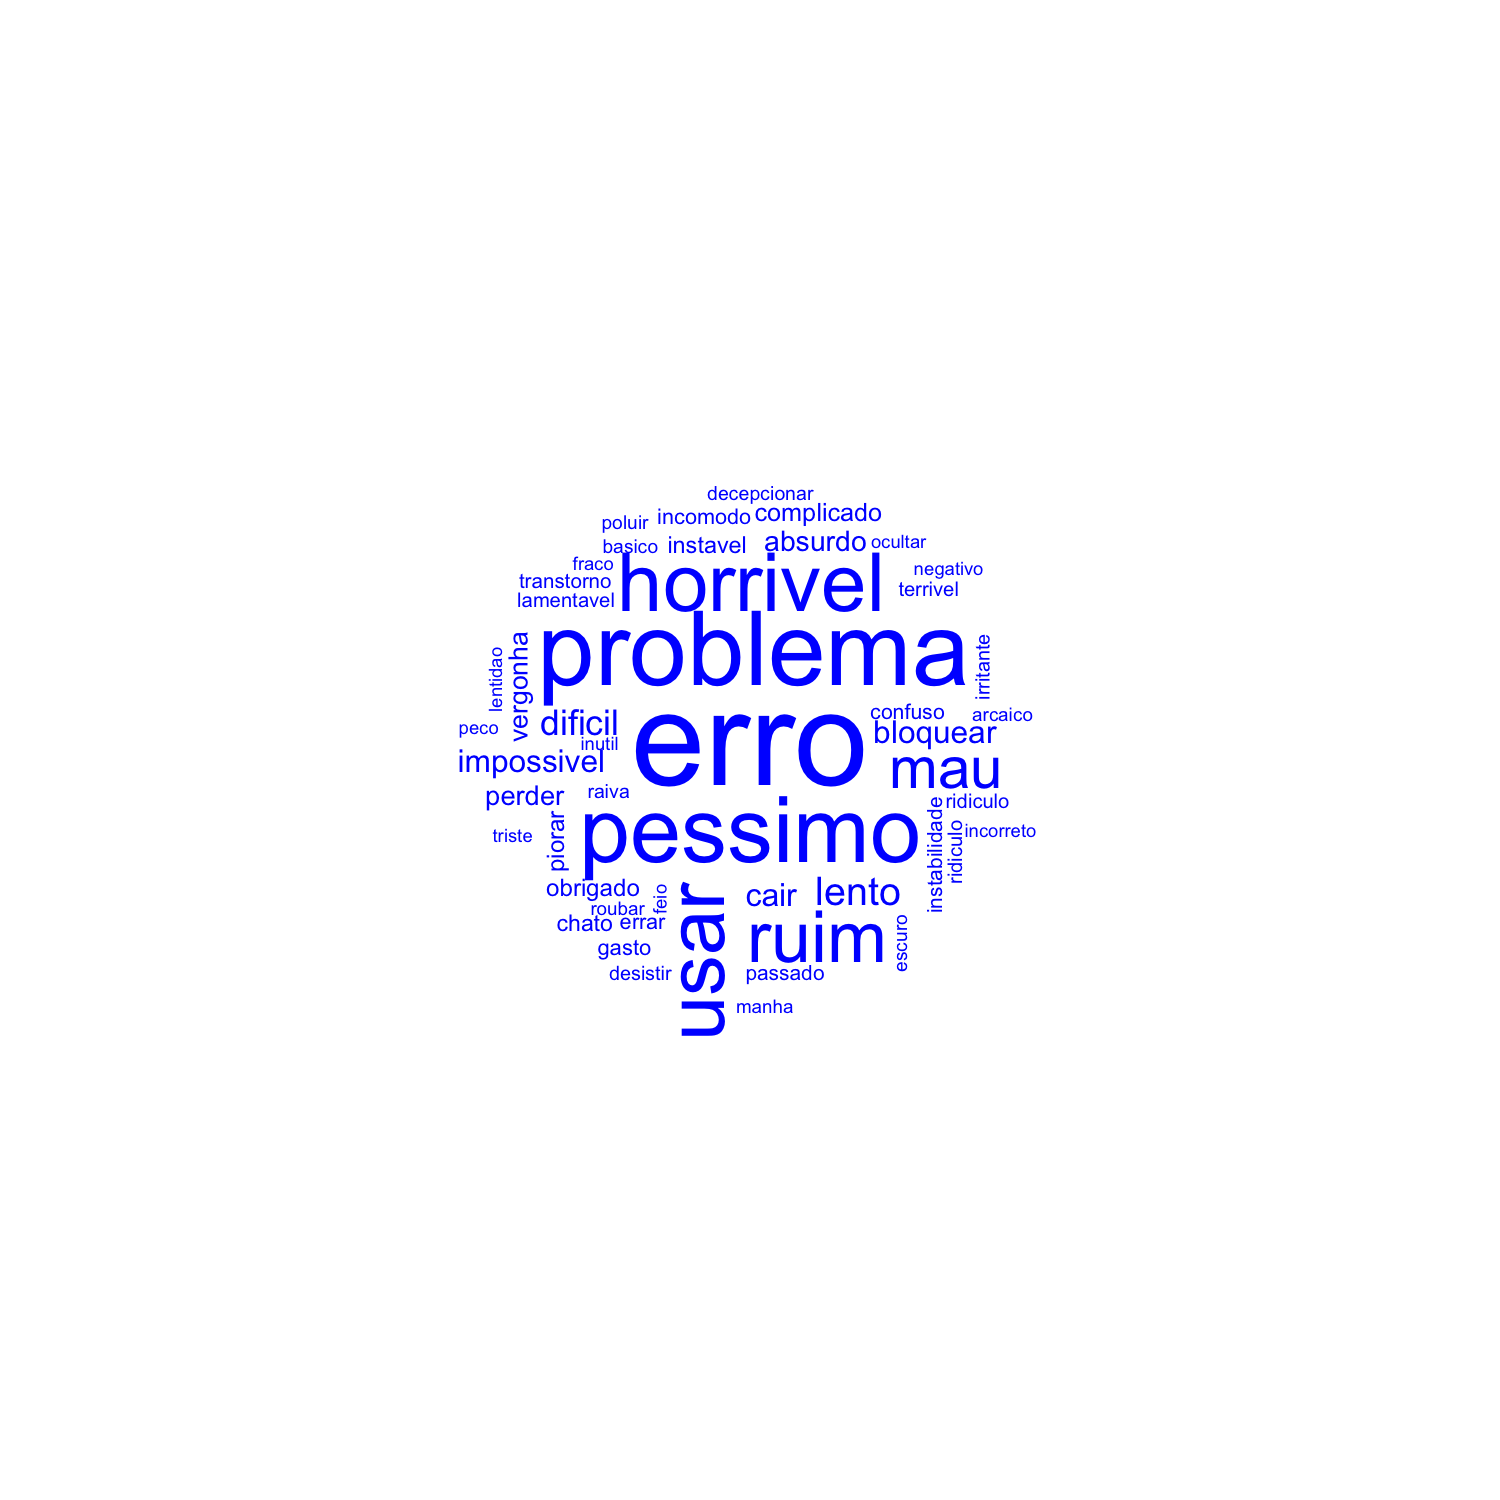 decepcionar
poluir incomodo complicado
basico instavel absurdo ocultar
fraco horrivel negativo
transtorno terrivel
lamentavel
lentidao vergonha problema irritante
peco dificil erro confuso arcaico
inutil bloquear
impossivel mau
perder raiva instabilidade ridiculo
triste piorar pessimo ridiculo incorreto
obrigado feio usar cair lento
roubar
chato errar ruim escuro
gasto
desistir passado
manha